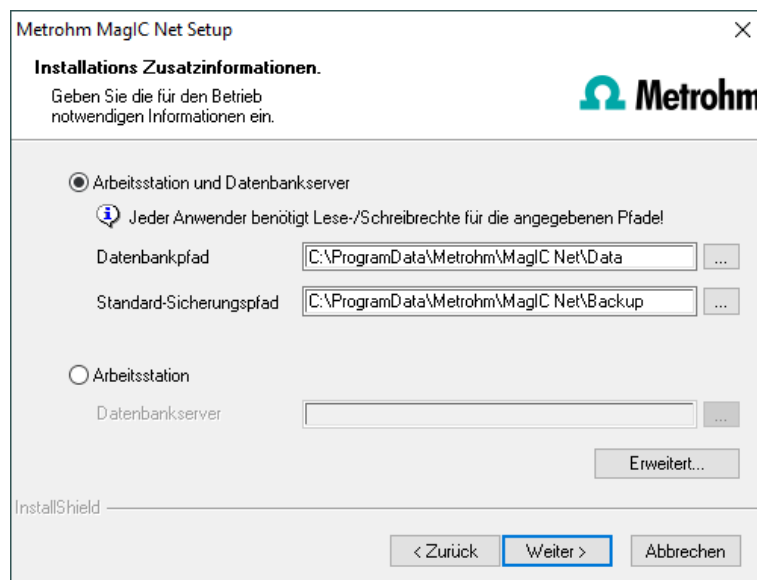 Metrohm MagIC Net Setup
Installations Zusatzinformationen.
Geben Sie die für den Betrieb
notwendigen Informationen ein.
Metrohm
Arbeitsstation und Datenbankserver
Jeder Anwender benötigt Lese-/Schreibrechte für die angegebenen Pfade!
Datenbankpfad C:\ProgramData\Metrohm\MagIC Net\Data ...
Standard-Sicherungspfad C:\ProgramData\Metrohm\MagIC Net\Backup ...
Arbeitsstation
Datenbankserver ...
Erweitert...
InstallShield
< Zurück Weiter > Abbrechen